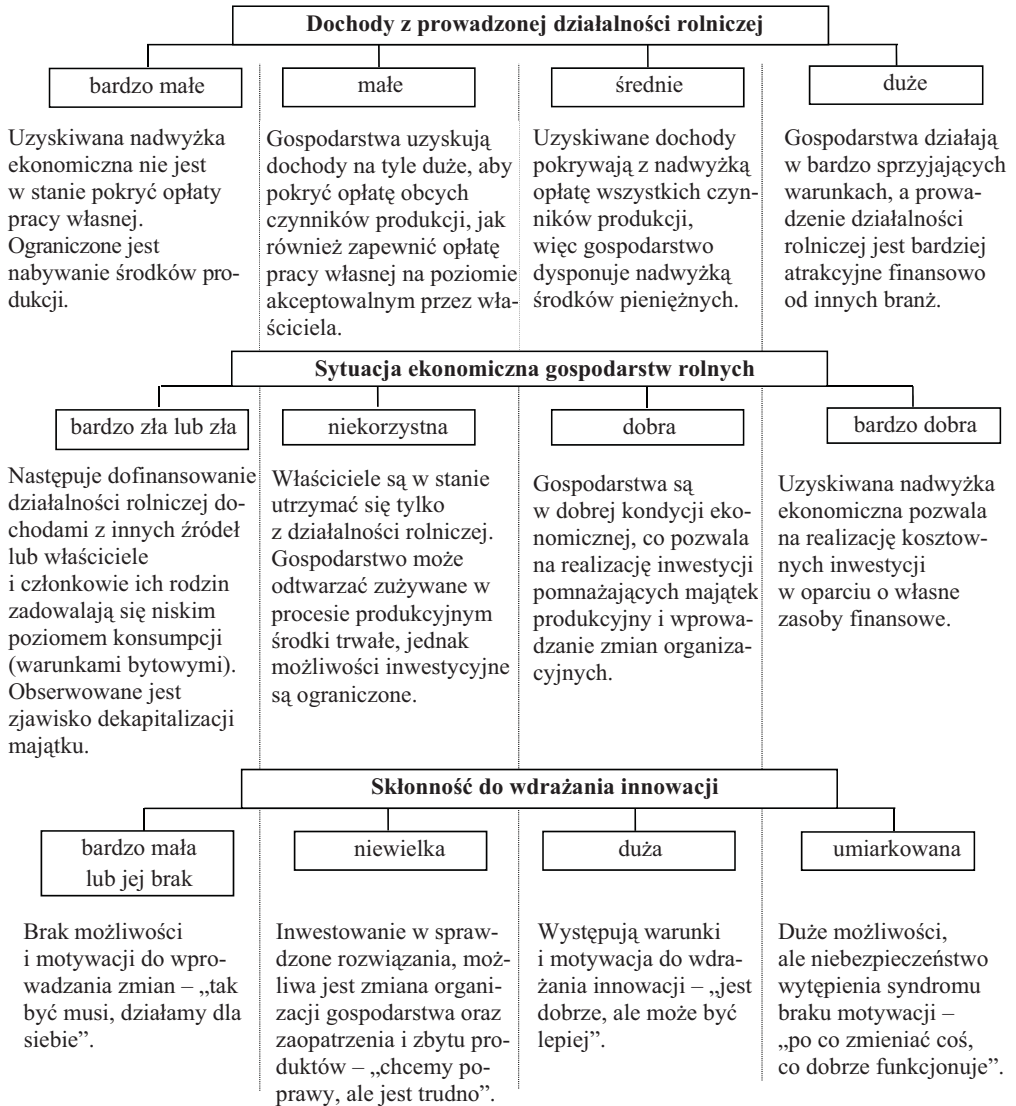 Dochody z prowadzonej działalności rolniczej
bardzo małe
małe
średnie
duże
Uzyskiwana nadwyżka
ekonomiczna nie jest
w stanie pokryć opłaty
pracy własnej.
Ograniczone jest
nabywanie środków pro-
dukcji.
Gospodarstwa uzyskują
dochody na tyle duże, aby
pokryć opłatę obcych
czynników produkcji, jak
również zapewnić opłatę
pracy własnej na poziomie
akceptowalnym przez wła-
ściciela.
Uzyskiwane dochody
pokrywają z nadwyżką
opłatę wszystkich czyn-
ników produkcji,
więc gospodarstwo
dysponuje nadwyżką
środków pieniężnych.
Gospodarstwa działają
w bardzo sprzyjających
warunkach, a prowa-
dzenie działalności
rolniczej jest bardziej
atrakcyjne finansowo
od innych branż.
Sytuacja ekonomiczna gospodarstw rolnych
bardzo zła lub zła
niekorzystna
dobra
bardzo dobra
Następuje dofinansowanie
działalności rolniczej do-
chodami z innych źródeł
lub właściciele
i członkowie ich rodzin
zadowalają się niskim
poziomem konsumpcji
(warunkami bytowymi).
Obserwowane jest
zjawisko dekapitalizacji
majątku.
Właściciele są w stanie
utrzymać się tylko
z działalności rolniczej.
Gospodarstwo może
odtwarzać zużywane w
procesie produkcyjnym
środki trwałe, jednak
możliwości inwestycyjne
są ograniczone.
Gospodarstwa są
w dobrej kondycji eko-
nomicznej, co pozwala
na realizację inwestycji
pomnażających majątek
produkcyjny i wprowa-
dzanie zmian organiza-
cyjnych.
Uzyskiwana nadwyżka
ekonomiczna pozwala
na realizację kosztow-
nych inwestycji
w oparciu o własne
zasoby finansowe.
Skłonność do wdrażania innowacji
bardzo mała
lub jej brak
niewielka
duża
umiarkowana
Brak możliwości
i motywacji do wpro-
wadzania zmian – „tak
być musi, działamy dla
siebie”.
Inwestowanie w spraw-
dzone rozwiązania, moż-
liwa jest zmiana organi-
zacji gospodarstwa oraz
zaopatrzenia i zbytu pro-
duktów – „chcemy po-
prawy, ale jest trudno”.
Występują warunki
i motywacja do wdra-
żania innowacji – „jest
dobrze, ale może być
lepiej”.
Duże możliwości,
ale niebezpieczeństwo
wytępienia syndromu
braku motywacji –
„po co zmieniać coś,
co dobrze funkcjonuje”.